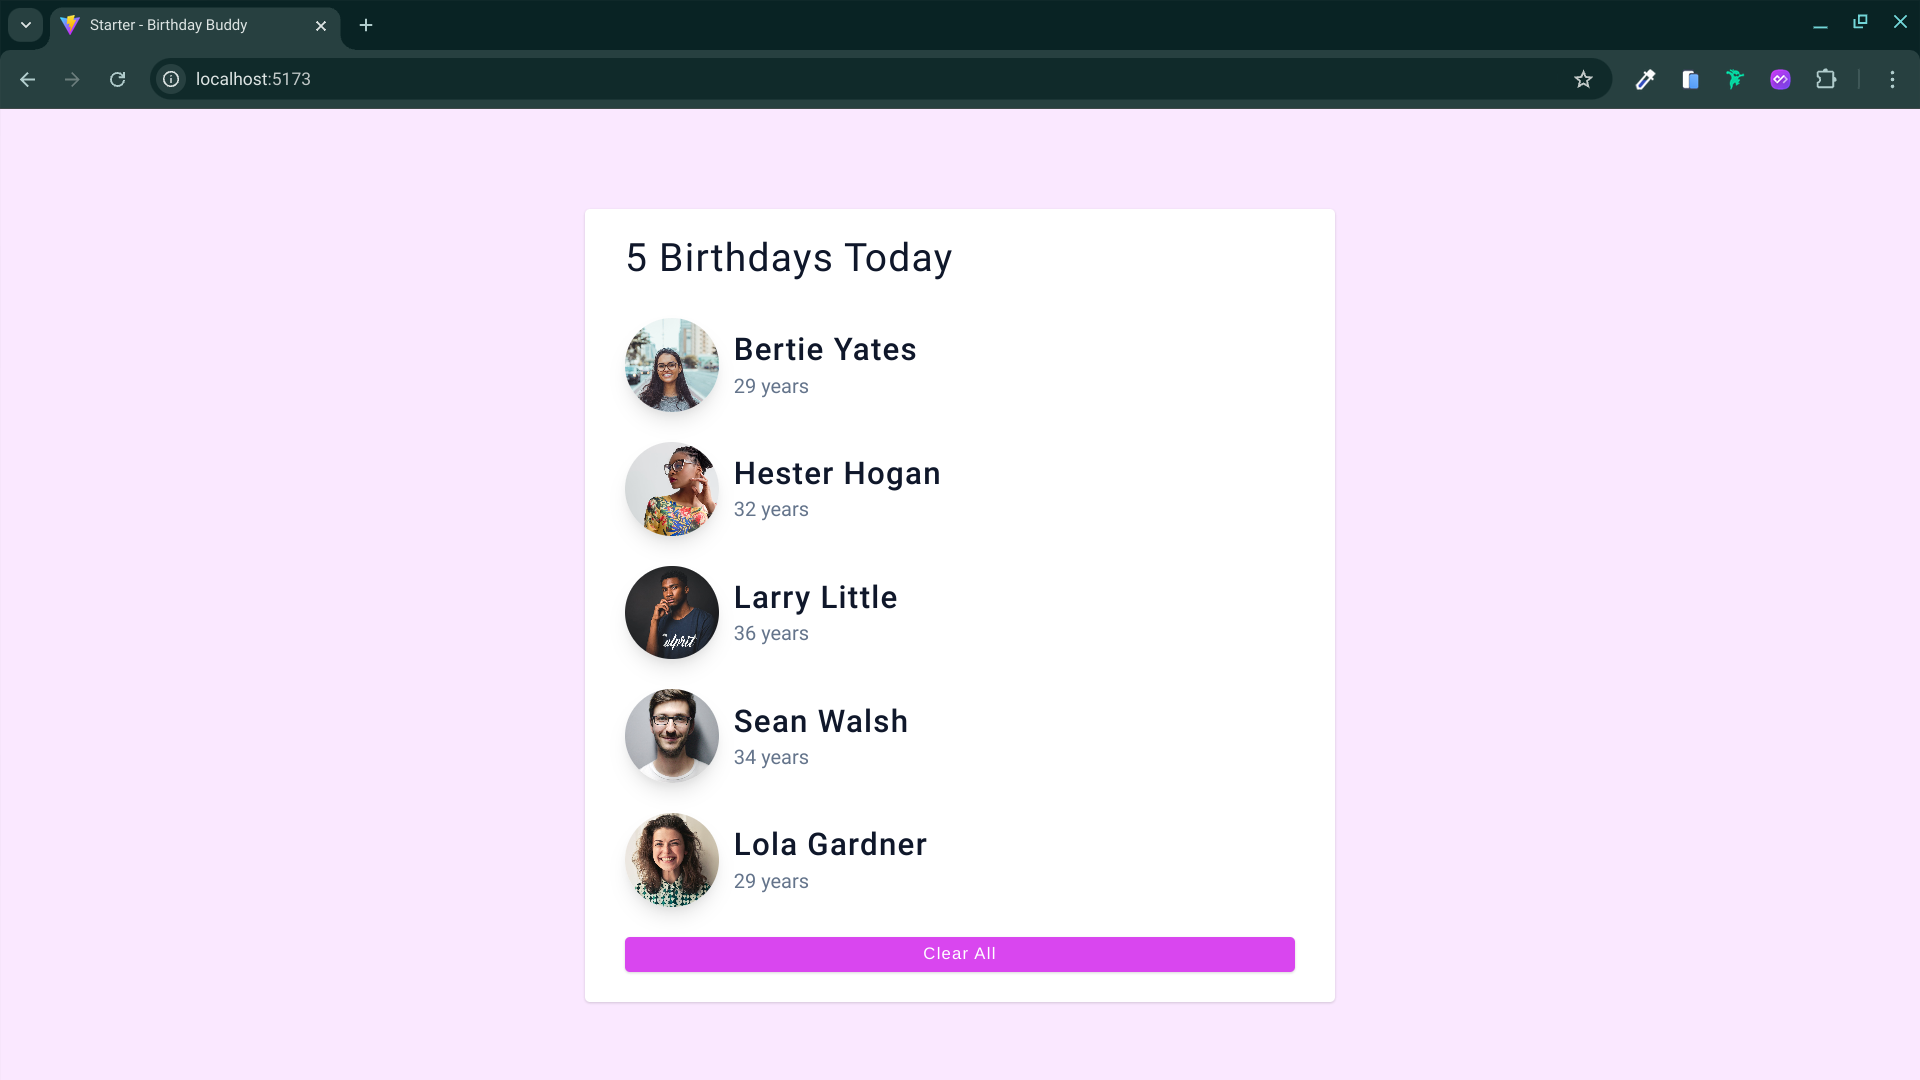 Starter - Birthday Buddy
localhost:5173
5 Birthdays Today
Bertie Yates
29 years
Hester Hogan
32 years
Larry Little
36 years
Sean Walsh
34 years
Lola Gardner
29 years
Clear All